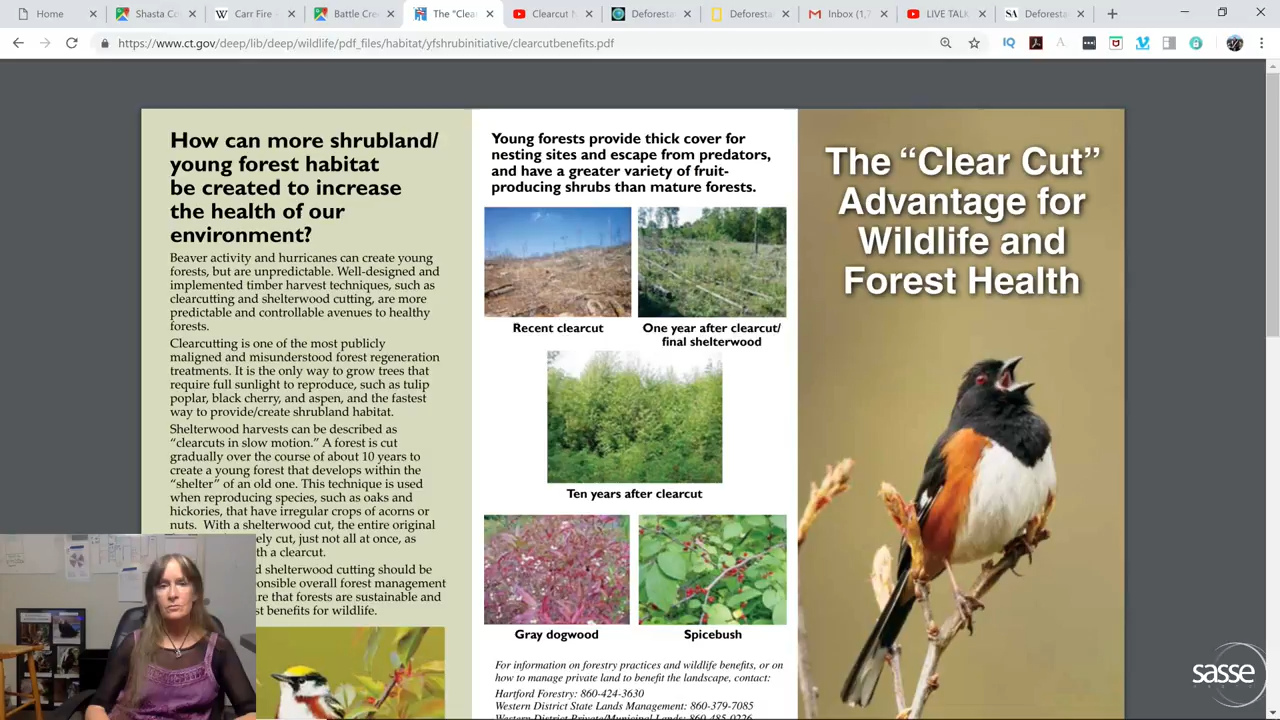 Home
Shasta Co
Carr Fire
Battle Cre
The "Clea
Clearcut
Deforesta
Deforesta
Inbox (1,7
LIVE TALK
Deforesta
https://www.ct.gov/deep/lib/deep/wildlife/pdf_files/habitat/yfshrubinitiative/clearcutbenefits.pdf
How can more shrubland/
young forest habitat
be created to increase
the health of our
environment?
Beaver activity and hurricanes can create young
forests, but are unpredictable. Well-designed and
implemented timber harvest techniques, such as
clearcutting and shelterwood cutting, are more
predictable and controllable avenues to healthy
forests.
Clearcutting is one of the most publicly
maligned and misunderstood forest regeneration
treatments. It is the only way to grow trees that
require full sunlight to reproduce, such as tulip
poplar, black cherry, and aspen, and the fastest
way to provide/create shrubland habitat.
Shelterwood harvests can be described as
"clearcuts in slow motion." A forest is cut
gradually over the course of about 10 years to
create a young forest that develops within the
"shelter" of an old one. This technique is used
when reproducing species, such as oaks and
hickories, that have irregular crops of acorns or
nuts. With a shelterwood cut, the entire original
ely cut, just not all at once, as
th a clearcut.
d shelterwood cutting should be
ponsible overall forest management
ure that forests are sustainable and
st benefits for wildlife.
Young forests provide thick cover for
nesting sites and escape from predators,
and have a greater variety of fruit-
producing shrubs than mature forests.
Recent clearcut
One year after clearcut/
final shelterwood
Ten years after clearcut
Gray dogwood
Spicebush
For information on forestry practices and wildlife benefits, or on
how to manage private land to benefit the landscape, contact:
Hartford Forestry: 860-424-3630
Western District State Lands Management: 860-379-7085
Western District Private/Municipal Lands: 860-485-0226
The "Clear Cut"
Advantage for
Wildlife and
Forest Health
sasse